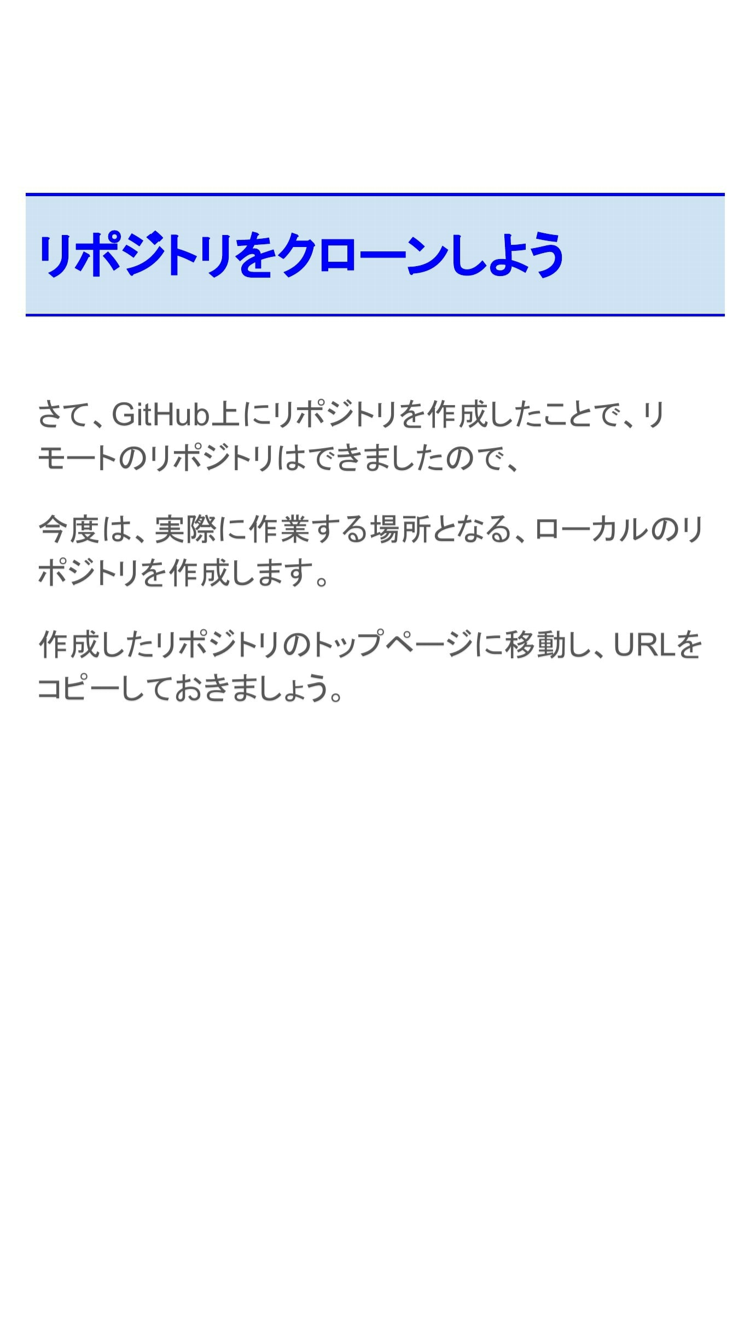 リポジトリをクローンしよう
さて、GitHub上にリポジトリを作成したことで、リ
モートのリポジトリはできましたので、
今度は、実際に作業する場所となる、ローカルのリ
ポジトリを作成します。
作成したリポジトリのトップページに移動し、URLを
コピーしておきましょう。